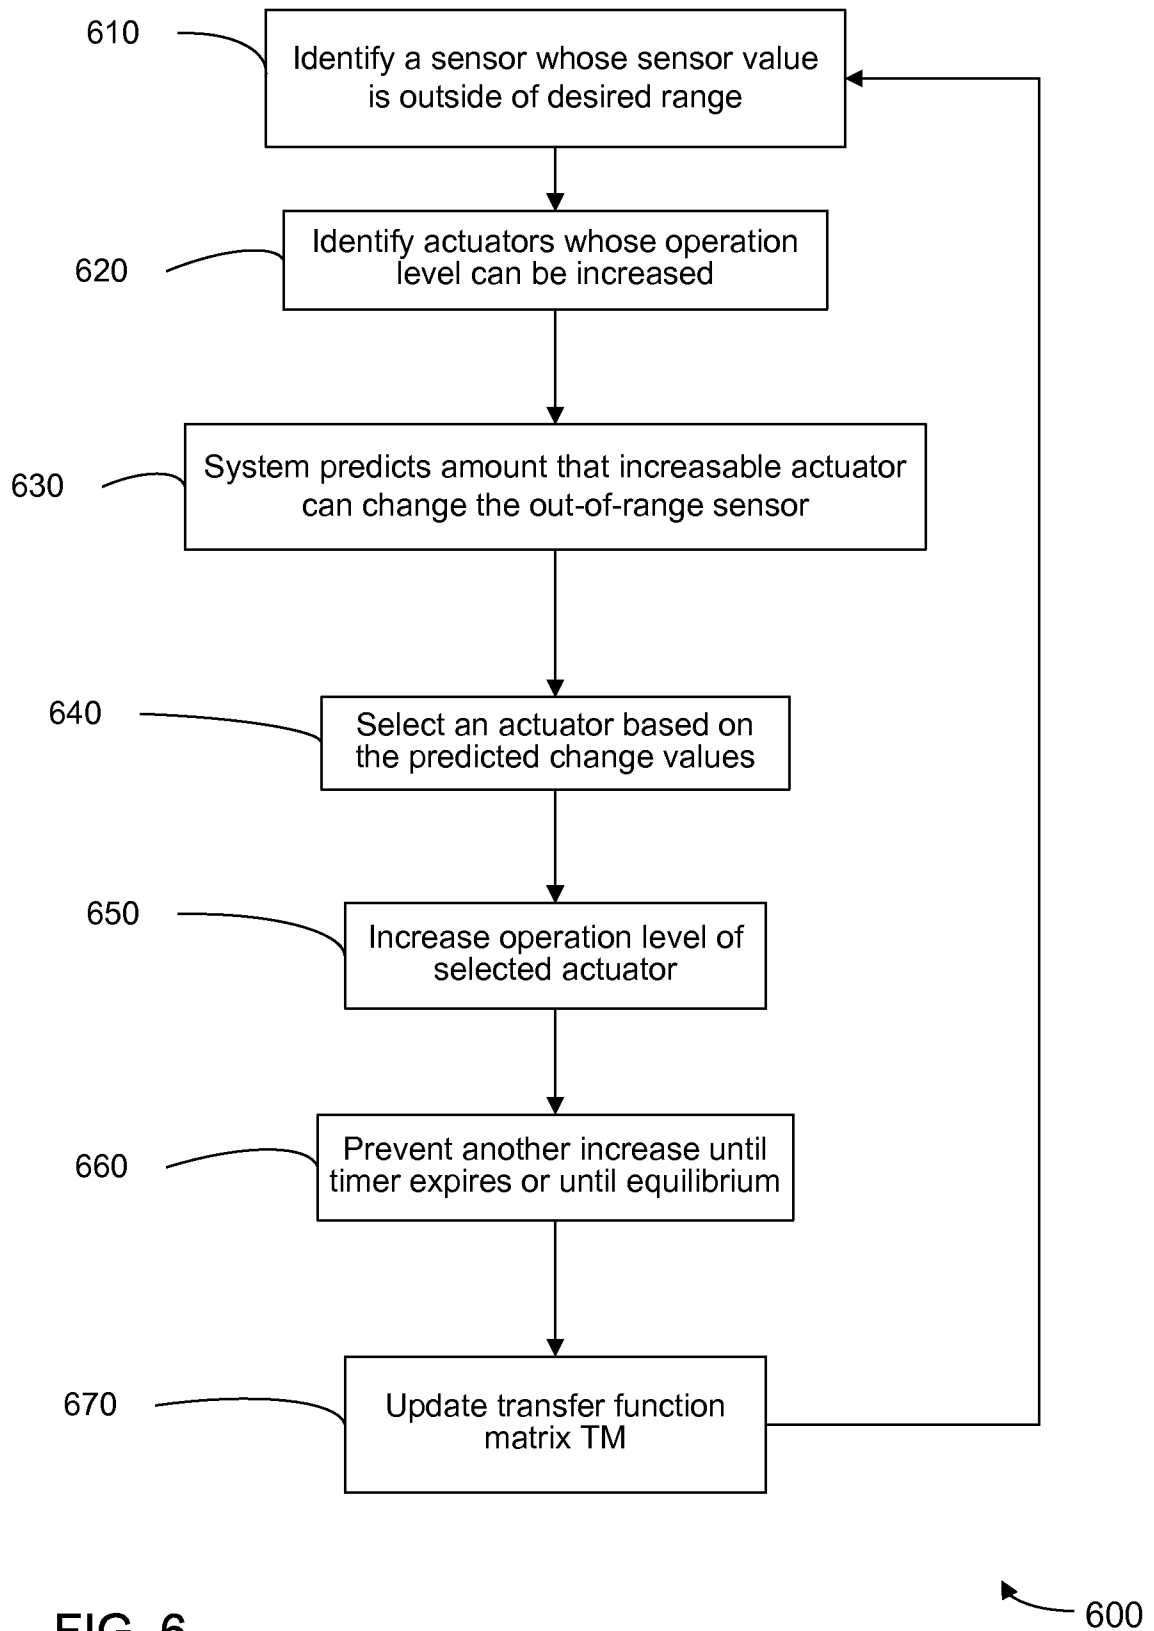 610
Identify a sensor whose sensor value
is outside of desired range
620
Identify actuators whose operation
level can be increased
630
System predicts amount that increasable actuator
can change the out-of-range sensor
640
Select an actuator based on
the predicted change values
650
Increase operation level of
selected actuator
660
Prevent another increase until
timer expires or until equilibrium
670
Update transfer function
matrix TM
600
FIG. 6